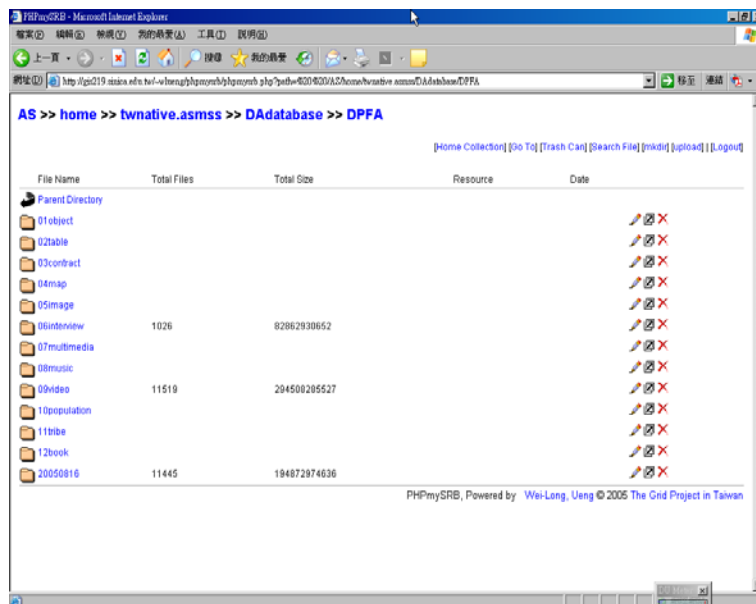 PHPmySRB - Microsoft Internet Explorer
檔案(F) 編輯(E) 檢視(V) 我的最愛(A) 工具(T) 說明(H)
上一頁 搜尋 我的最愛
網址(D) 移至 連結
AS >> home >> twnative.asmss >> DAdatabase >> DPFA
[Home Collection] [Go To] [Trash Can] [Search File] [mkdir] [upload] | [Logout]
File Name Total Files Total Size Resource Date
Parent Directory
01object
02table
03contract
04map
05image
06interview 1026 82862930652
07multimedia
08music
09video 11519 294508285527
10population
11tribe
12book
20050816 11445 194872974636
PHPmySRB, Powered by Wei-Long, Ueng © 2005 The Grid Project in Taiwan